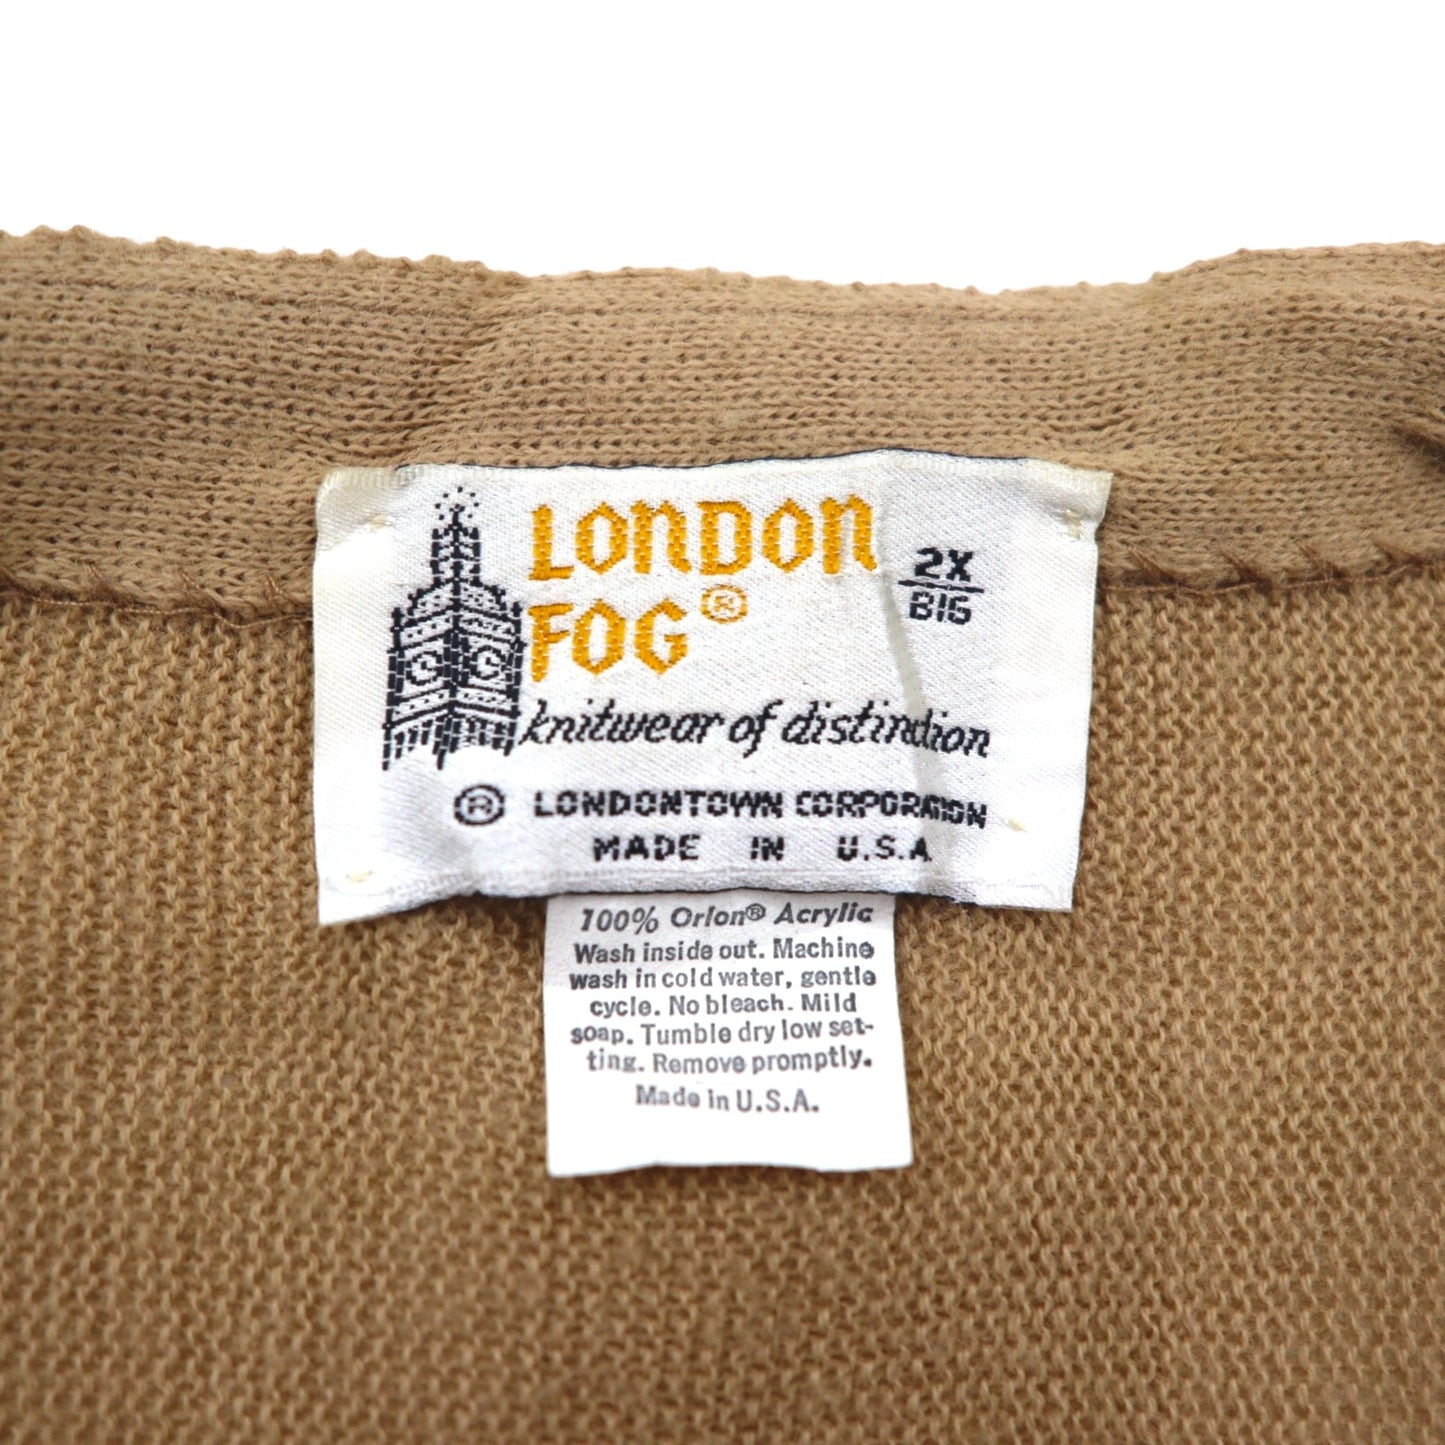 LONDON
FOG®
2X
BIG
knitwear of distinction
® LONDONTOWN CORPORATION
MADE IN U.S.A
100% Orlon® Acrylic
Wash inside out. Machine
wash in cold water, gentle
cycle. No bleach. Mild
soap. Tumble dry low set-
ting. Remove promptly.
Made in U.S.A.